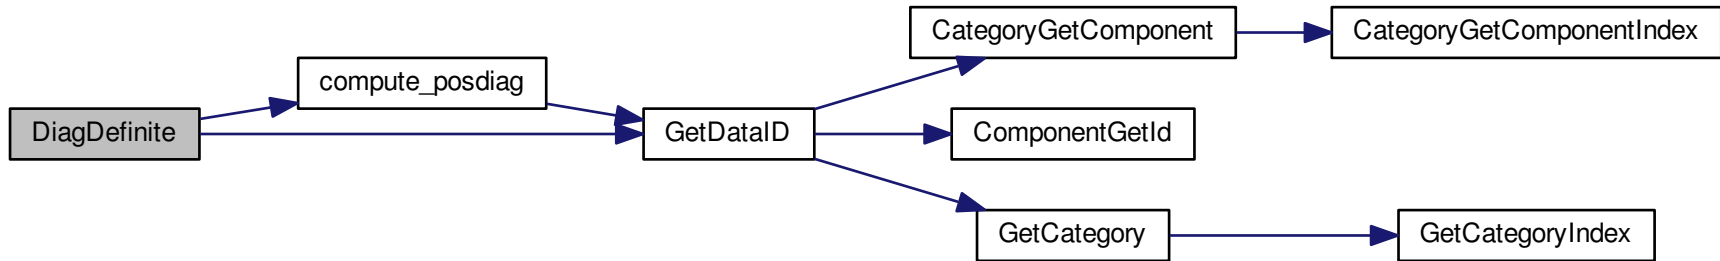 DiagDefinite
compute_posdiag
GetDataID
CategoryGetComponent
CategoryGetComponentIndex
ComponentGetId
GetCategory
GetCategoryIndex